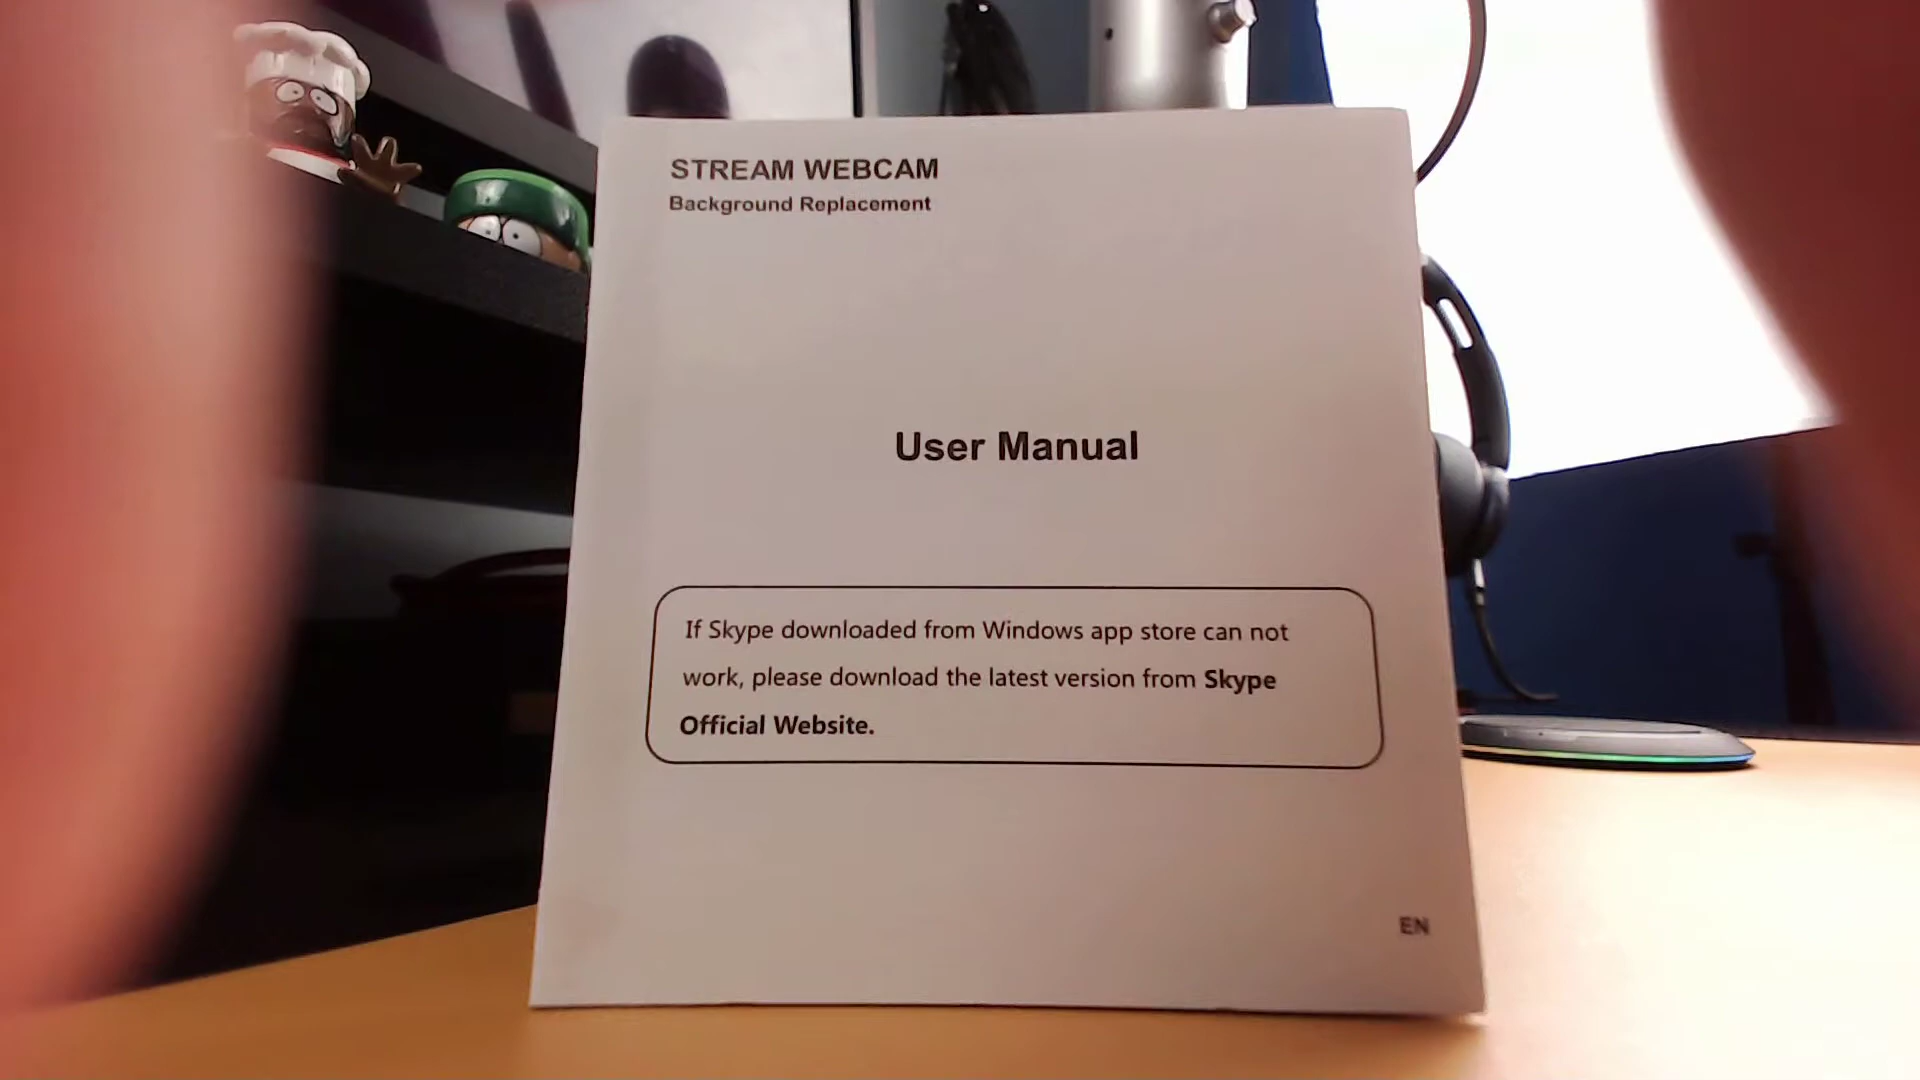 STREAM WEBCAM
Background Replacement
User Manual
If Skype downloaded from Windows app store can not
work, please download the latest version from Skype
Official Website.
EN